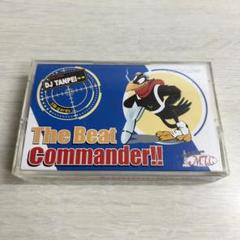 DJ TANPEI
The Beat
Commander!!